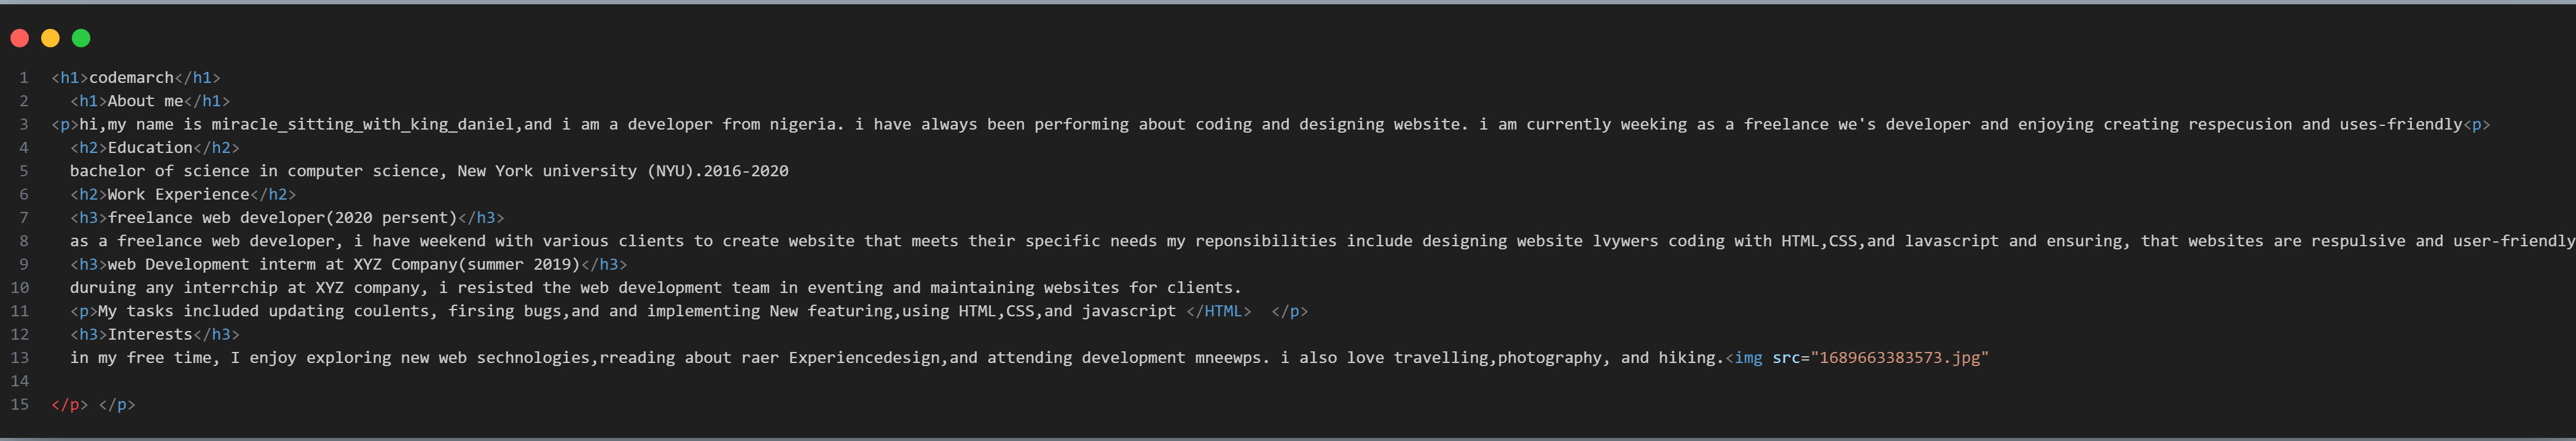 1 <h1>codemarch</h1>
2 <h1>About me</h1>
3 <p>hi,my name is miracle_sitting_with_king_daniel,and i am a developer from nigeria. i have always been performing about coding and designing website. i am currently weeking as a freelance we's developer and enjoying creating respecusion and uses-friendly<p>
4 <h2>Education</h2>
5 bachelor of science in computer science, New York university (NYU).2016-2020
6 <h2>Work Experience</h2>
7 <h3>freelance web developer(2020 persent)</h3>
8 as a freelance web developer, i have weekend with various clients to create website that meets their specific needs my reponsibilities include designing website lvywers coding with HTML,CSS,and lavascript and ensuring, that websites are respulsive and user-friendly
9 <h3>web Development interm at XYZ Company(summer 2019)</h3>
10 duruing any interrchip at XYZ company, i resisted the web development team in eventing and maintaining websites for clients.
11 <p>My tasks included updating coulents, firsing bugs,and and implementing New featuring,using HTML,CSS,and javascript </HTML>  </p>
12 <h3>Interests</h3>
13 in my free time, I enjoy exploring new web sechnologies,rreading about raer Experiencedesign,and attending development mneewps. i also love travelling,photography, and hiking.<img src="1689663383573.jpg"
14
15 </p> </p>